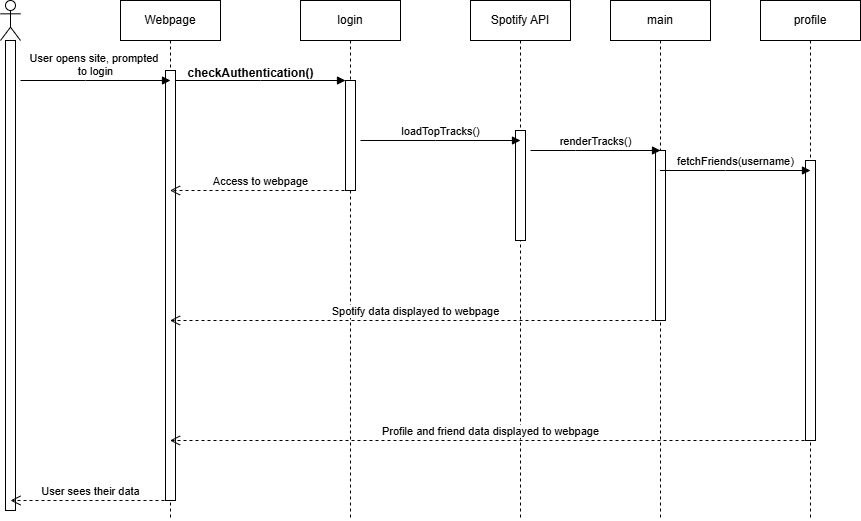 Webpage
login
Spotify API
main
profile
User opens site, prompted
to login
checkAuthentication()
loadTopTracks()
renderTracks()
fetchFriends(username)
Access to webpage
Spotify data displayed to webpage
Profile and friend data displayed to webpage
User sees their data